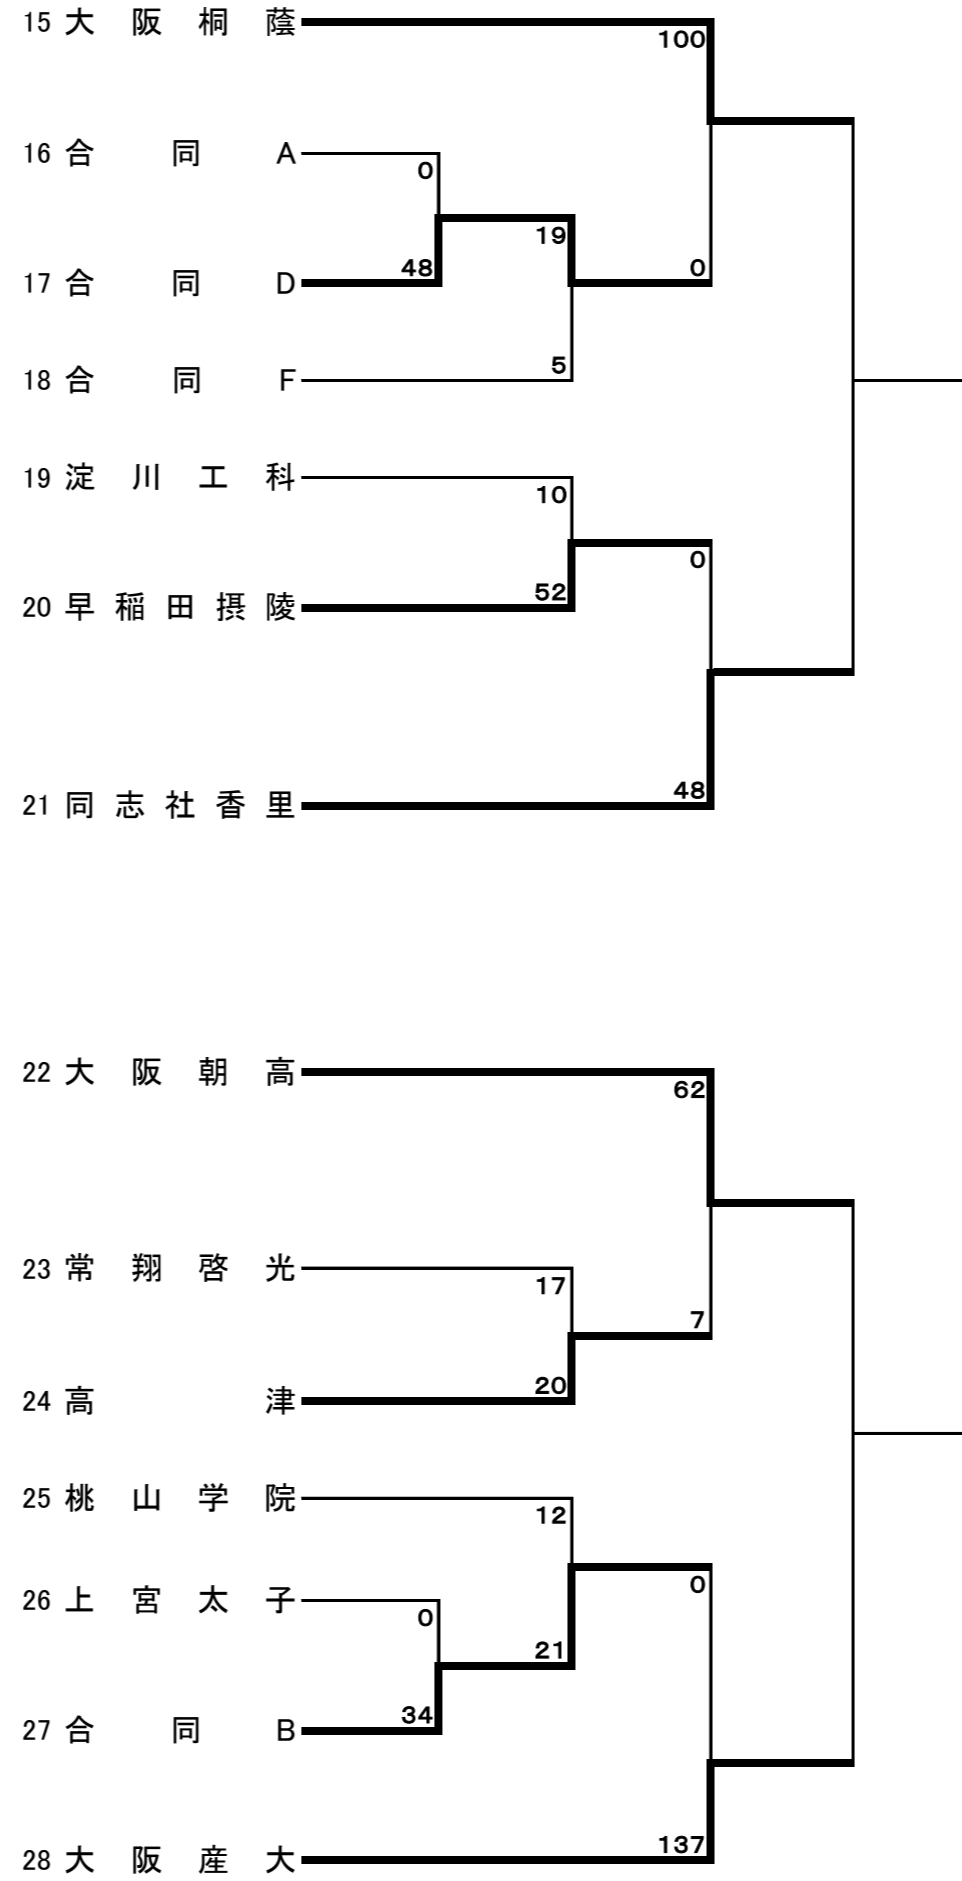 15 大阪桐蔭
100
16 合同A
0
19
48
0
17 合同D
5
18 合同F
19 淀川工科
10
0
52
20 早稲田摂陵
48
21 同志社香里
22 大阪朝高
62
23 常翔啓光
17
7
20
24 高津
25 桃山学院
12
0
26 上宮太子
0
21
34
27 合同B
137
28 大阪産大